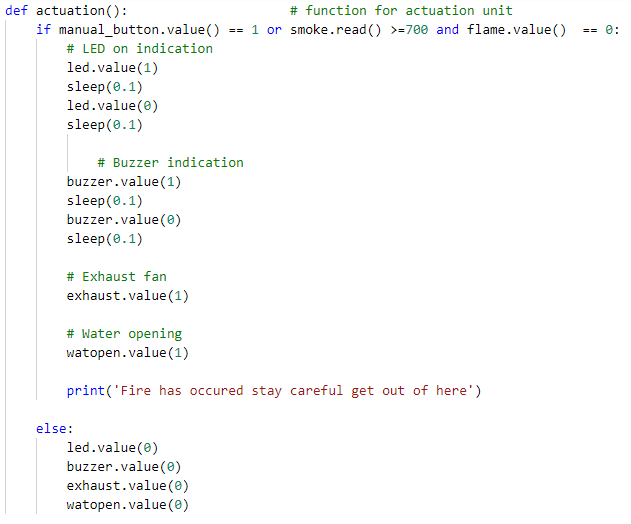 def actuation():                     # function for actuation unit
    if manual_button.value() == 1 or smoke.read() >=700 and flame.value()  == 0:
        # LED on indication
        led.value(1)
        sleep(0.1)
        led.value(0)
        sleep(0.1)

            # Buzzer indication
        buzzer.value(1)
        sleep(0.1)
        buzzer.value(0)
        sleep(0.1)

        # Exhaust fan
        exhaust.value(1)

        # Water opening
        watopen.value(1)

        print('Fire has occured stay careful get out of here')

    else:
        led.value(0)
        buzzer.value(0)
        exhaust.value(0)
        watopen.value(0)